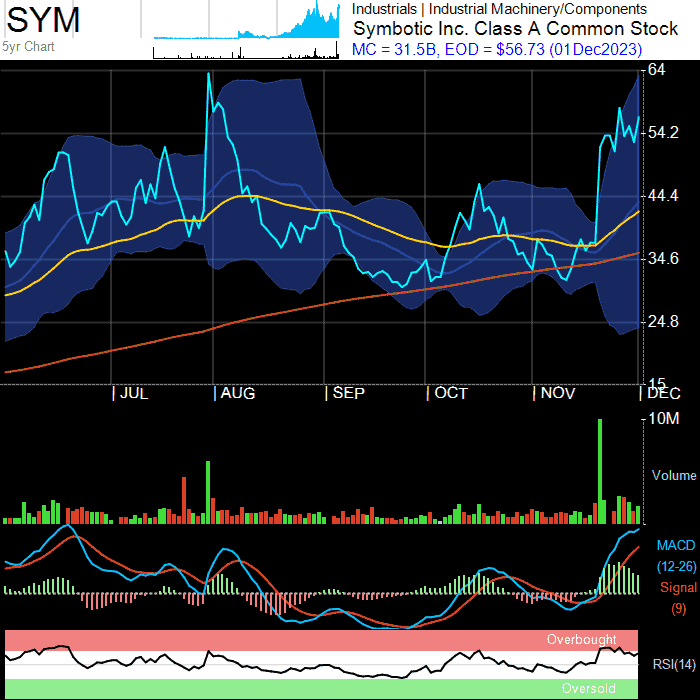 SYM
5yr Chart
Industrials | Industrial Machinery/Components
Symbotic Inc. Class A Common Stock
MC = 31.5B, EOD = $56.73 (01Dec2023)
64
54.2
44.4
34.6
24.8
15
JUL AUG SEP OCT NOV DEC
10M
Volume
MACD
(12-26)
Signal
(9)
Overbought
RSI(14)
Oversold